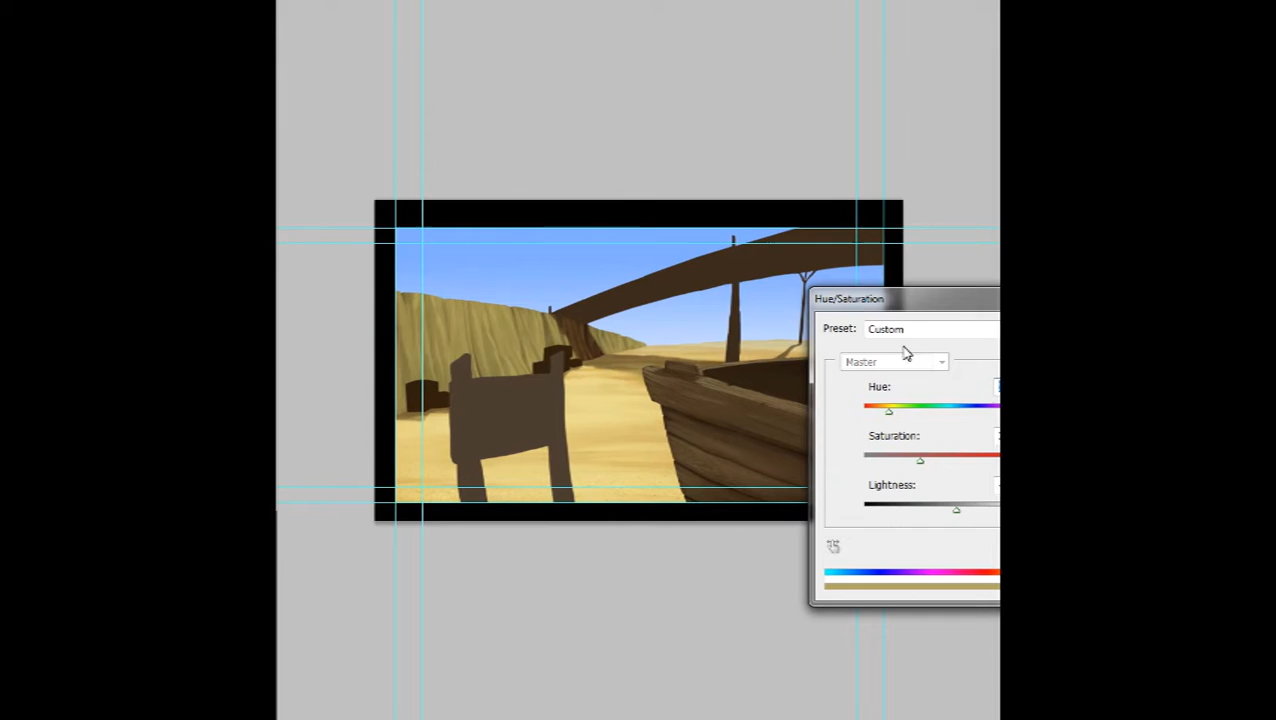 Hue/Saturation
Preset: Custom
Master
Hue:
Saturation:
Lightness: